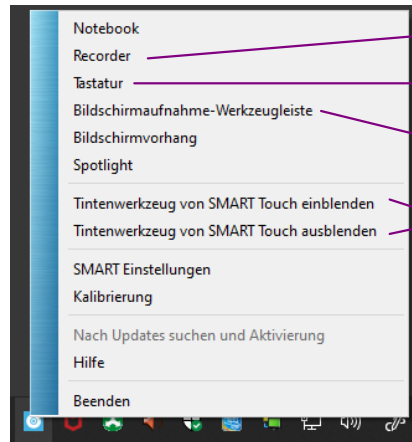 Notebook
Recorder
Tastatur
Bildschirmaufnahme-Werkzeugleiste
Bildschirmvorhang
Spotlight
Tintenwerkzeug von SMART Touch einblenden
Tintenwerkzeug von SMART Touch ausblenden
SMART Einstellungen
Kalibrierung
Nach Updates suchen und Aktivierung
Hilfe
Beenden